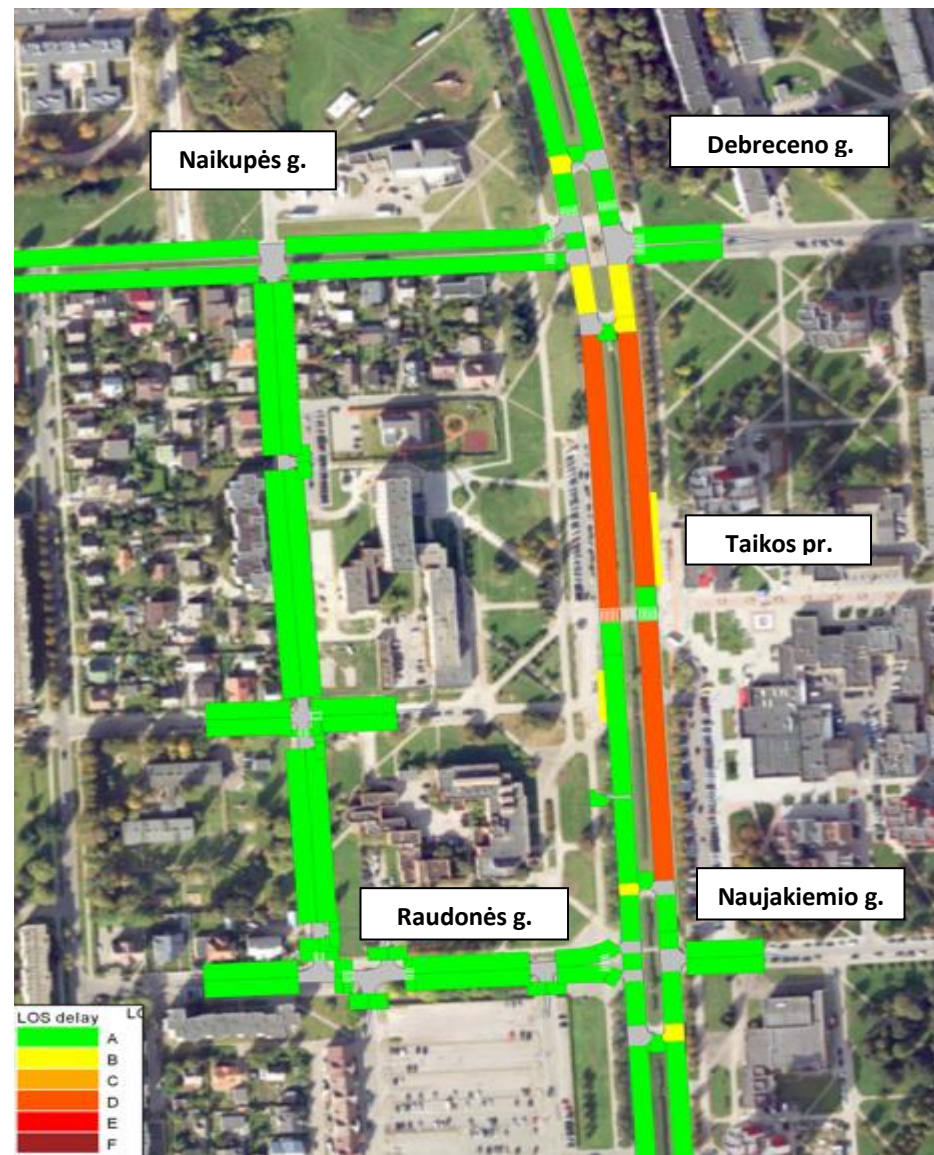 Naikupės g.
Debreceno g.
Taikos pr.
Raudonės g.
Naujakiemio g.
LOS delay
A
B
C
D
E
F